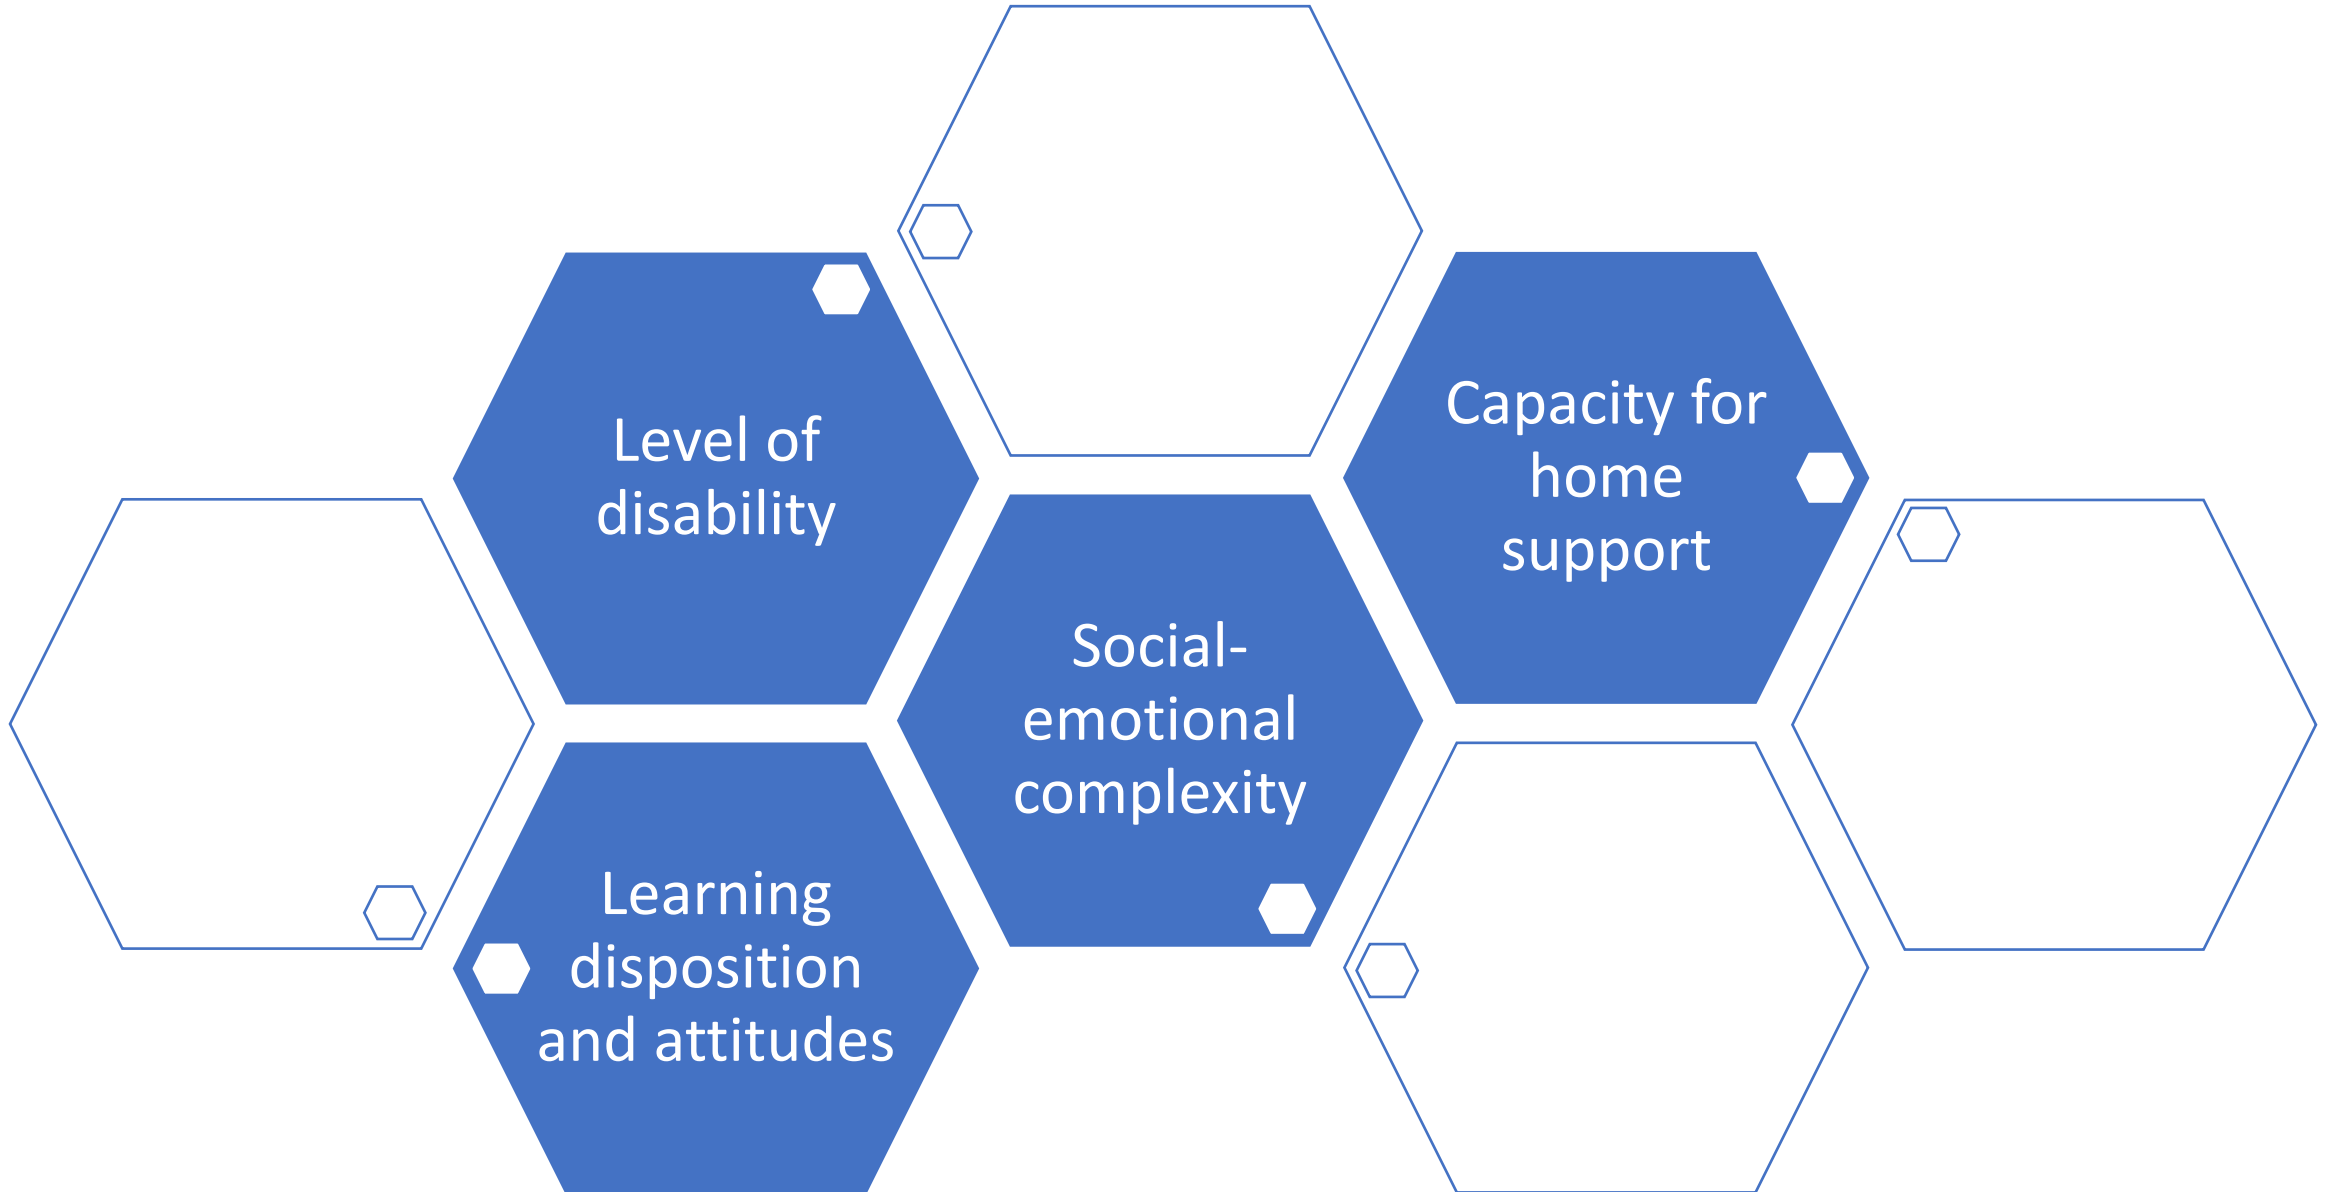 Level of
disability
Capacity for
home
support
Social-
emotional
complexity
Learning
disposition
and attitudes